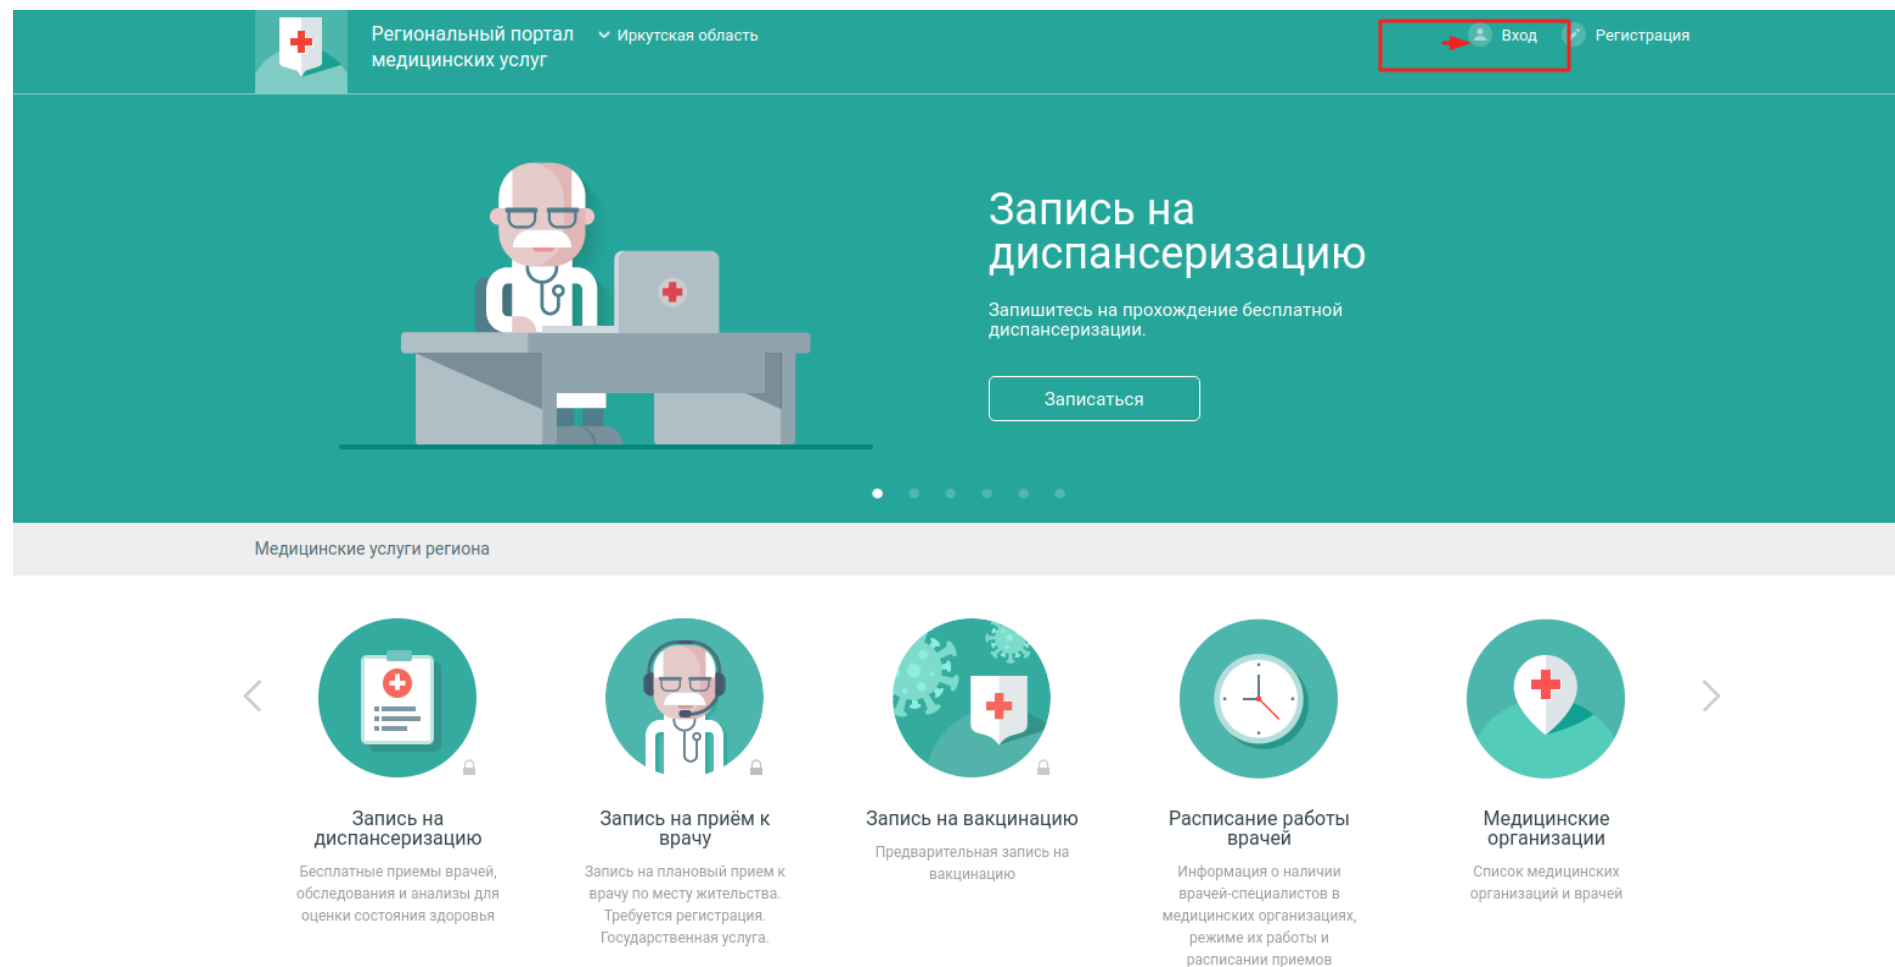 Региональный портал
медицинских услуг
Иркутская область
Вход
Регистрация
Запись на
диспансеризацию
Запишитесь на прохождение бесплатной
диспансеризации.
Записаться
Медицинские услуги региона
Запись на
диспансеризацию
Бесплатные приемы врачей,
обследования и анализы для
оценки состояния здоровья
Запись на приём к
врачу
Запись на плановый прием к
врачу по месту жительства.
Требуется регистрация.
Государственная услуга.
Запись на вакцинацию
Предварительная запись на
вакцинацию
Расписание работы
врачей
Информация о наличии
врачей-специалистов в
медицинских организациях,
режиме их работы и
расписании приемов
Медицинские
организации
Список медицинских
организаций и врачей